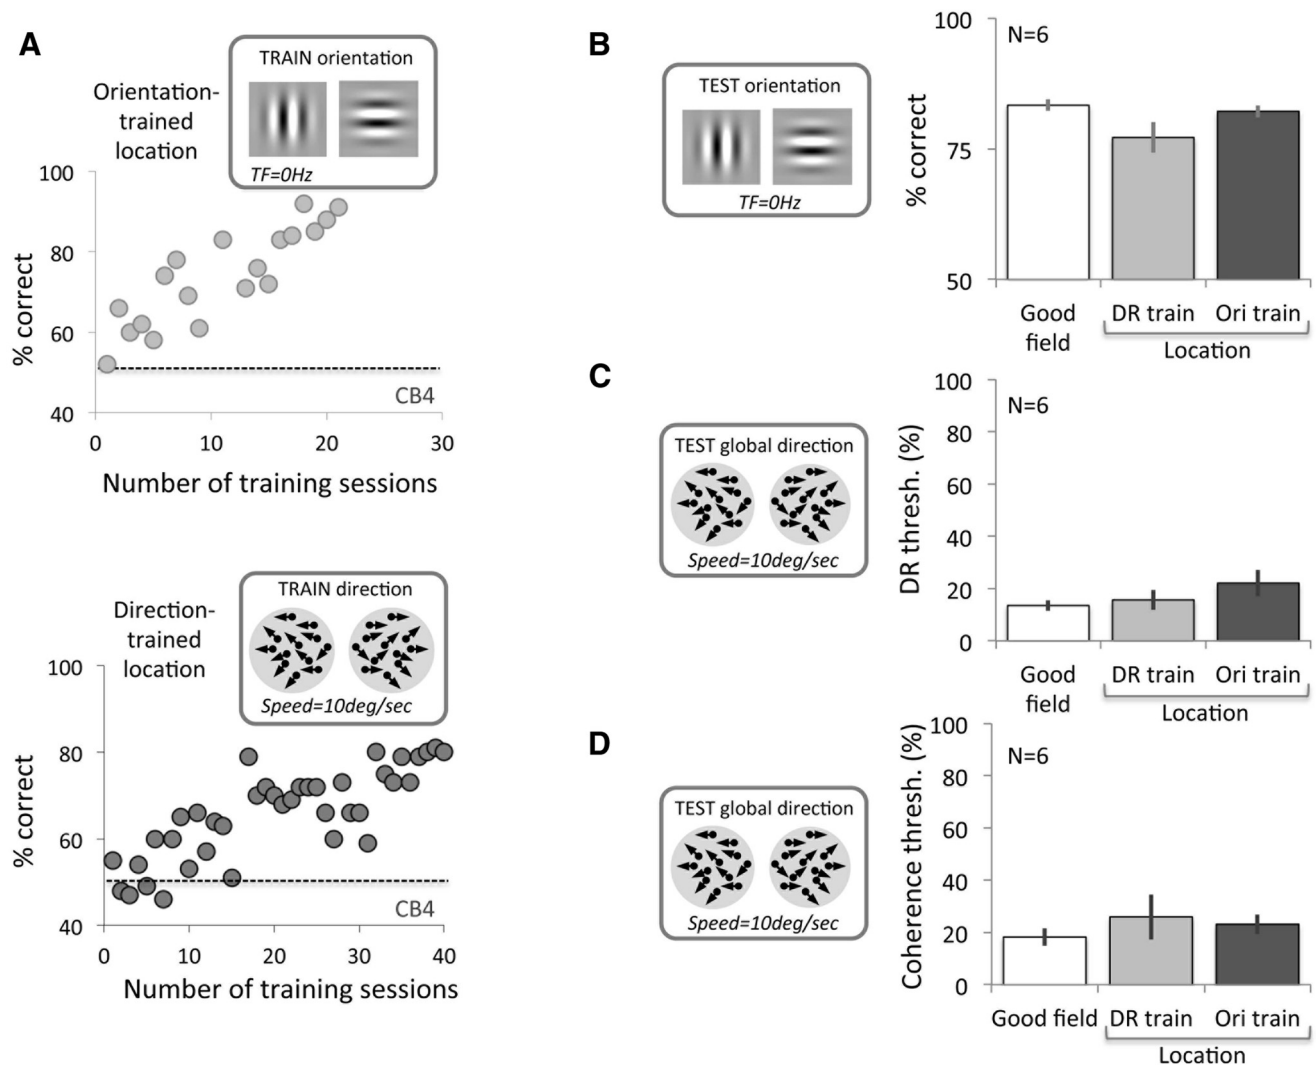 A
TRAIN orientation
Orientation-
trained
location
TF=0Hz
100
80
60
40
% correct
CB4
0 10 20 30
Number of training sessions
TRAIN direction
Direction-
trained
location
Speed=10deg/sec
100
80
60
40
% correct
CB4
0 10 20 30 40
Number of training sessions
B
TEST orientation
TF=0Hz
N=6
100
75
50
% correct
Good
field
DR train
Ori train
Location
C
TEST global direction
Speed=10deg/sec
N=6
100
80
60
40
20
0
DR thresh. (%)
Good
field
DR train
Ori train
Location
D
TEST global direction
Speed=10deg/sec
N=6
100
80
60
40
20
0
Coherence thresh. (%)
Good field DR train Ori train
Location